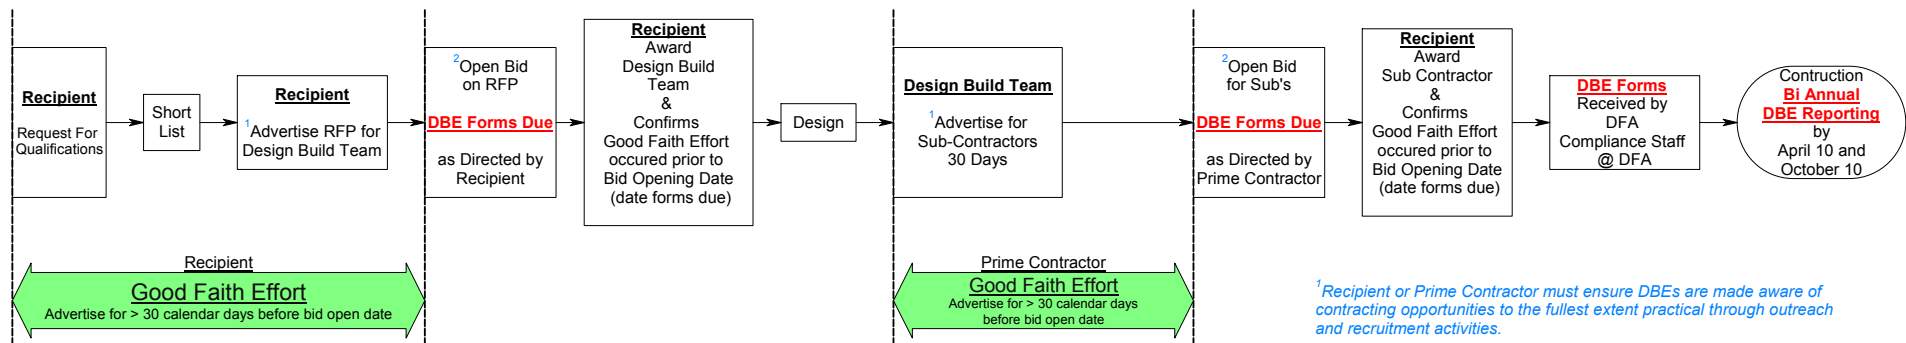 Recipient
Request For
Qualifications
Short
List
Recipient
1Advertise RFP for
Design Build Team
2Open Bid
on RFP
DBE Forms Due
as Directed by
Recipient
Recipient
Award
Design Build
Team
&
Confirms
Good Faith Effort
occured prior to
Bid Opening Date
(date forms due)
Design
Design Build Team
1Advertise for
Sub-Contractors
30 Days
2Open Bid
for Sub's
DBE Forms Due
as Directed by
Prime Contractor
Recipient
Award
Sub Contractor
&
Confirms
Good Faith Effort
occured prior to
Bid Opening Date
(date forms due)
DBE Forms
Received by
DFA
Compliance Staff
@ DFA
Contruction
Bi Annual
DBE Reporting
by
April 10 and
October 10
Recipient
Good Faith Effort
Advertise for > 30 calendar days before bid open date
Prime Contractor
Good Faith Effort
Advertise for > 30 calendar days
before bid open date
1Recipient or Prime Contractor must ensure DBEs are made aware of
contracting opportunities to the fullest extent practical through outreach
and recruitment activities.